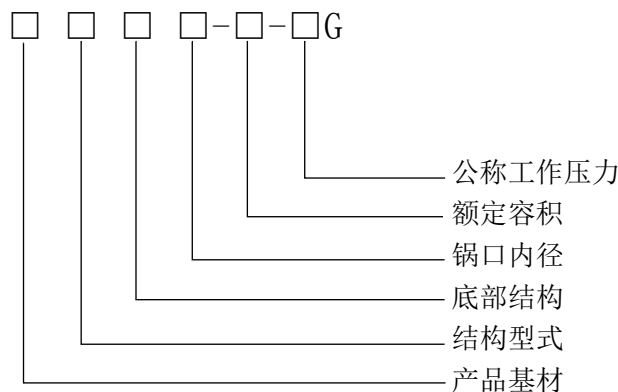 □ □ □ □-□-□G
公称工作压力
额定容积
锅口内径
底部结构
结构型式
产品基材